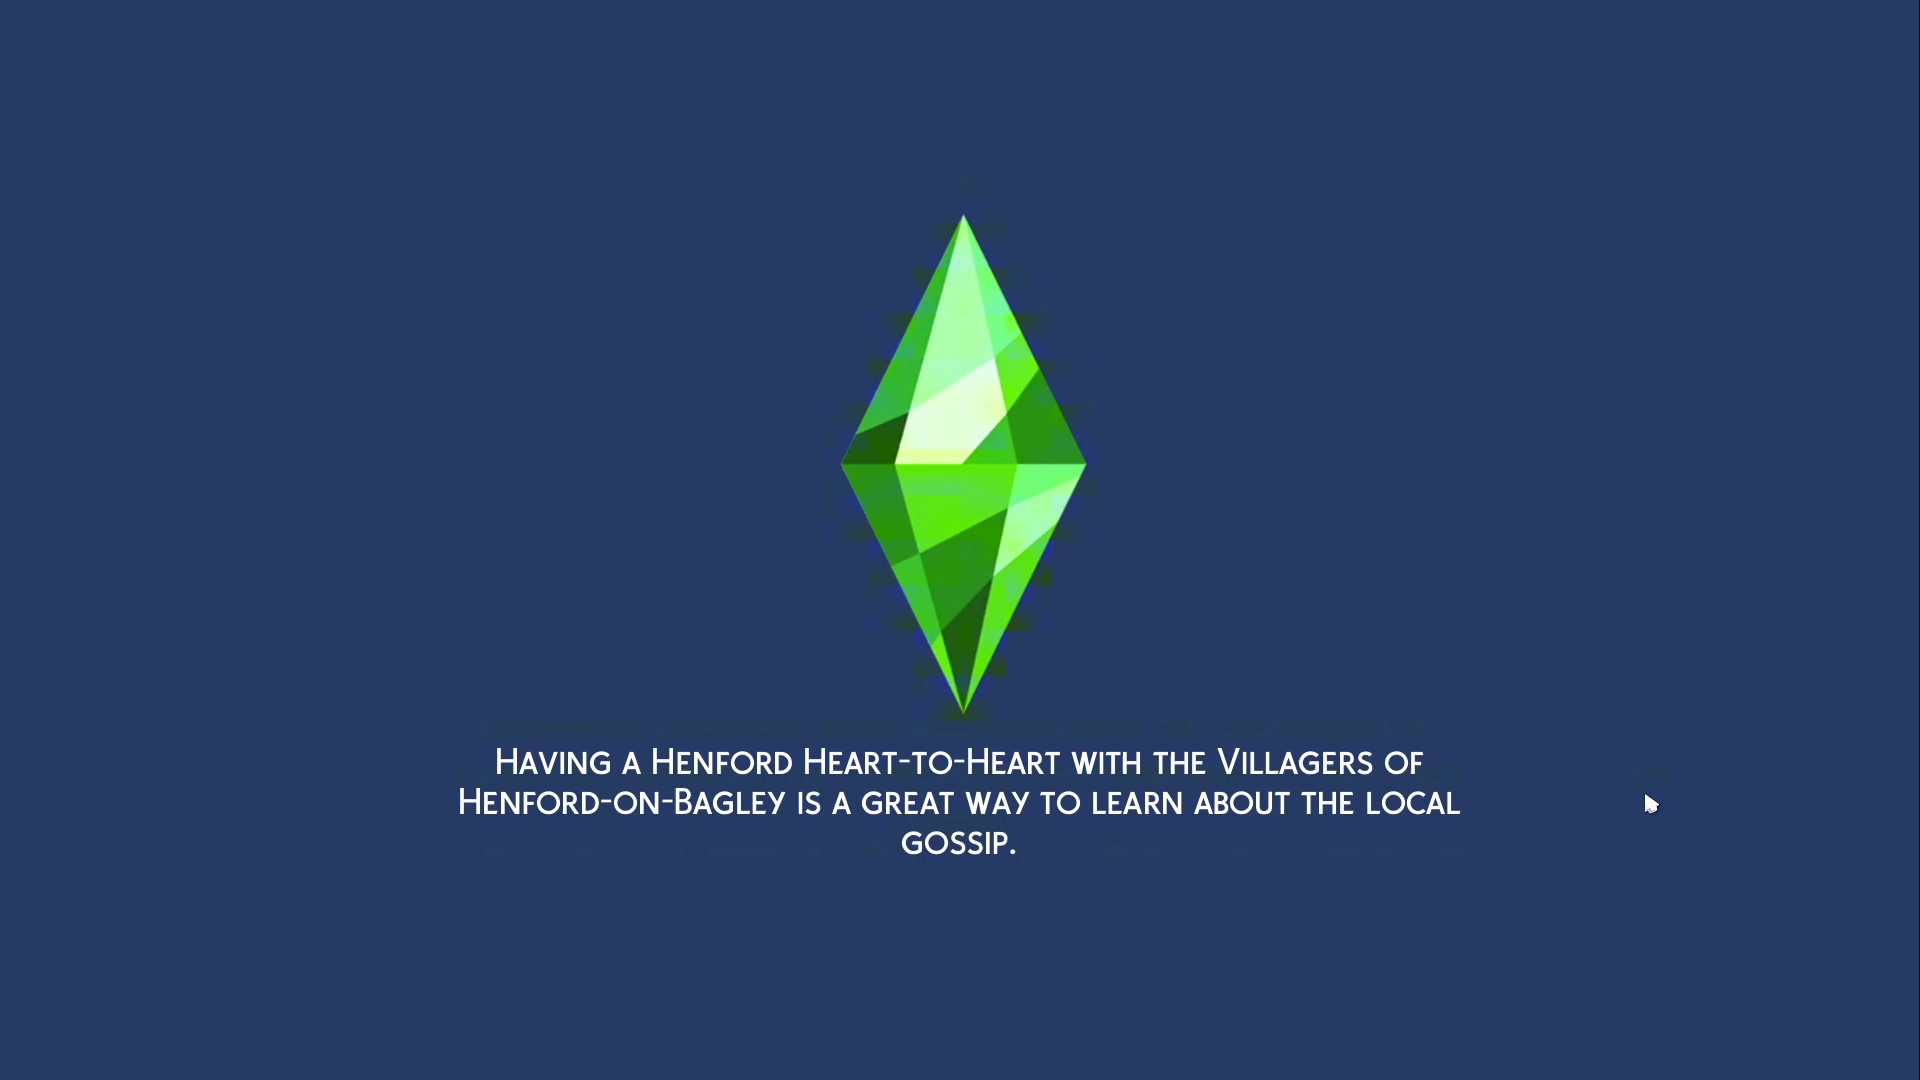 Having a Henford Heart-to-Heart with the Villagers of
Henford-on-Bagley is a great way to learn about the local
gossip.